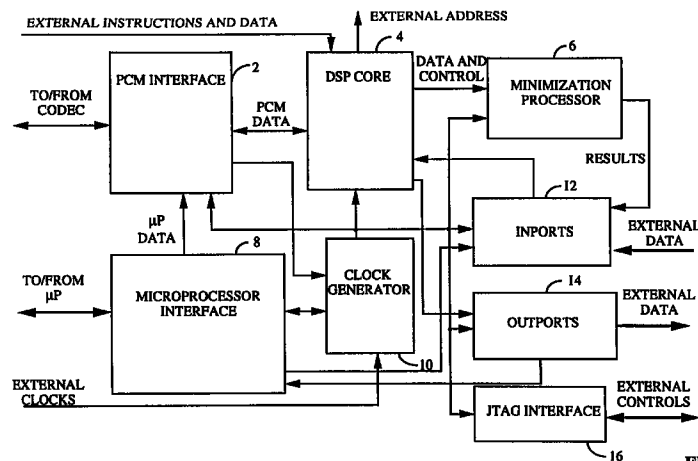 EXTERNAL INSTRUCTIONS AND DATA
EXTERNAL ADDRESS
4
2
6
PCM INTERFACE
DSP CORE
DATA AND
CONTROL
MINIMIZATION
PROCESSOR
TO/FROM
CODEC
PCM
DATA
RESULTS
12
INPORTS
µP
DATA
8
EXTERNAL
DATA
TO/FROM
µP
MICROPROCESSOR
INTERFACE
CLOCK
GENERATOR
14
OUTPORTS
EXTERNAL
DATA
10
EXTERNAL
CLOCKS
JTAG INTERFACE
EXTERNAL
CONTROLS
16